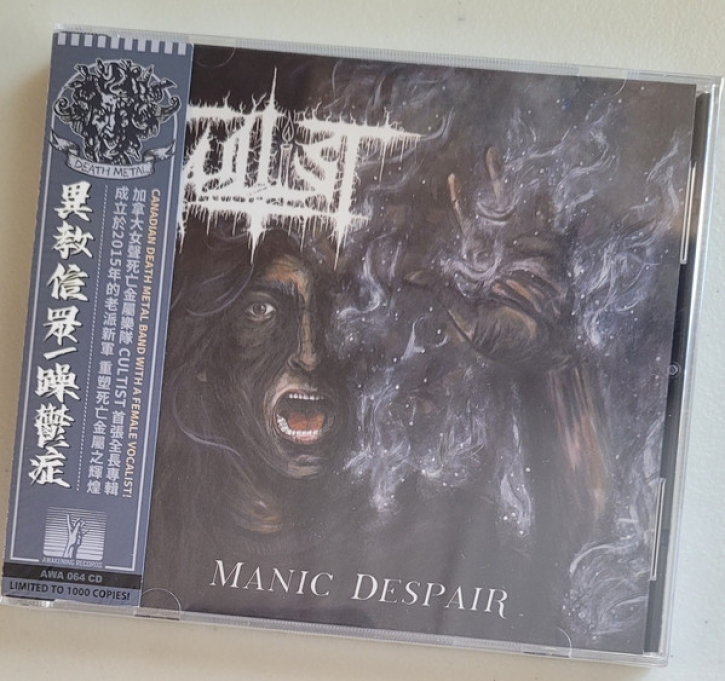 DEATH METAL
異教信眾一躁鬱症
CANADIAN DEATH METAL BAND WITH A FEMALE VOCALIST!
加拿大女聲死亡金屬樂隊 CULTIST 首張全長專輯
成立於2015年的老派新軍 重塑死亡金屬之輝煌
AWAKENING RECORDS
AWA 064 CD
LIMITED TO 1000 COPIES!
ULTIST
MANIC DESPAIR